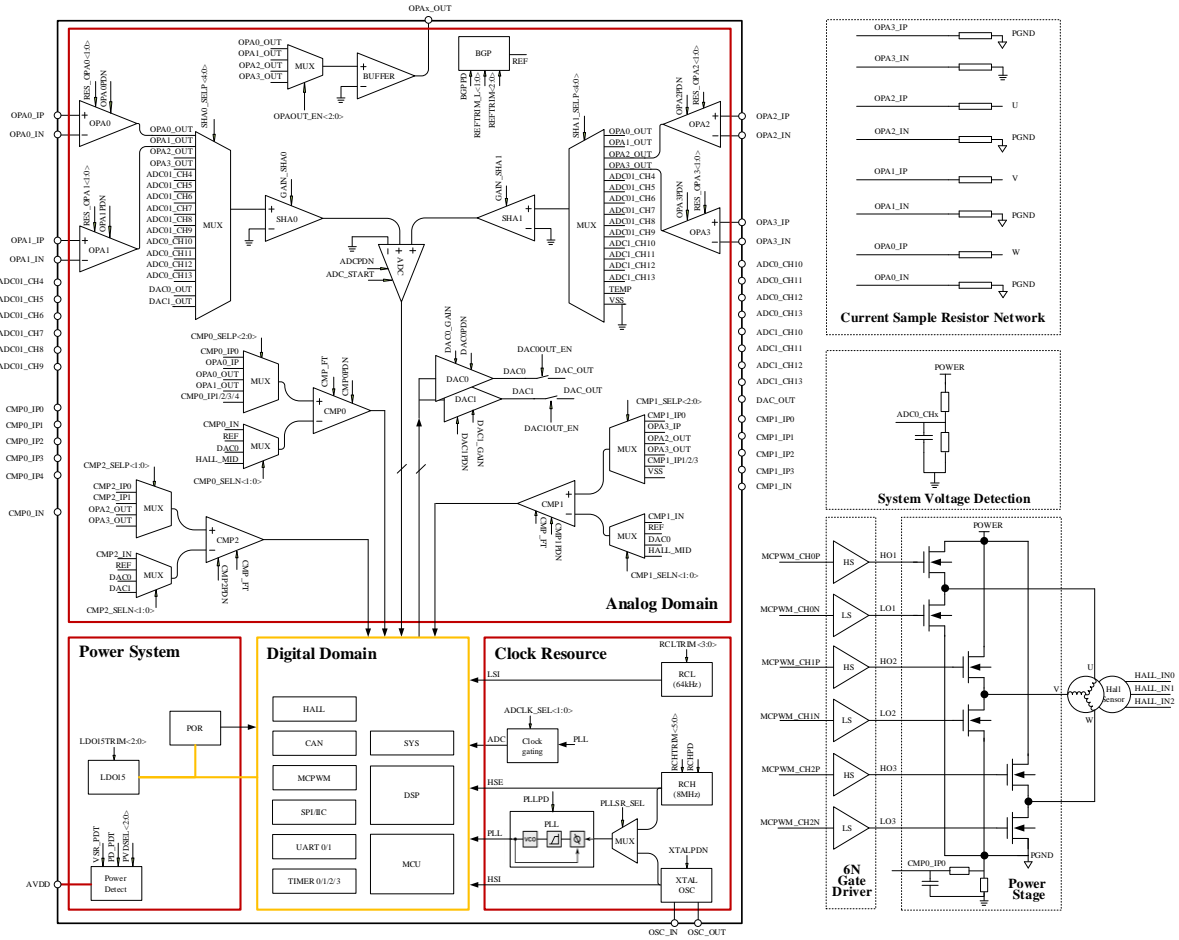 OPAx_OUT
OPA0_OUT
OPA1_OUT
OPA2_OUT
OPA3_OUT
MUX
BUFFER
OPAOUT_EN<2:0>
BGP
REF
BGPPD
REFTRIM_L<1:0>
REFTRIM<2:0>
RES_OPA0<1:0>
OPA0PDN
OPA0_IP
OPA0_IN
OPA0
SHA0_SELP<4:0>
RES_OPA1<1:0>
OPA1PDN
OPA1_IP
OPA1_IN
OPA1
OPA0_OUT
OPA1_OUT
OPA2_OUT
OPA3_OUT
ADC01_CH4
ADC01_CH5
ADC01_CH6
ADC01_CH7
ADC01_CH8
ADC01_CH9
ADC0_CH10
ADC0_CH11
ADC0_CH12
ADC0_CH13
DAC0_OUT
DAC1_OUT
MUX
GAIN_SHA0
SHA0
GAIN_SHA1
SHA1
ADCPDN
ADC_START
ADC
SHA1_SELP<4:0>
MUX
OPA0_OUT
OPA1_OUT
OPA2_OUT
OPA3_OUT
ADC01_CH4
ADC01_CH5
ADC01_CH6
ADC01_CH7
ADC01_CH8
ADC01_CH9
ADC1_CH10
ADC1_CH11
ADC1_CH12
ADC1_CH13
TEMP
VSS
OPA2PDN
RES_OPA2<1:0>
OPA2
OPA2_IP
OPA2_IN
OPA3PDN
RES_OPA3<1:0>
OPA3
OPA3_IP
OPA3_IN
ADC01_CH4
ADC01_CH5
ADC01_CH6
ADC01_CH7
ADC01_CH8
ADC01_CH9
CMP0_IP0
CMP0_IP1
CMP0_IP2
CMP0_IP3
CMP0_IP4
CMP0_IN
ADC0_CH10
ADC0_CH11
ADC0_CH12
ADC0_CH13
ADC1_CH10
ADC1_CH11
ADC1_CH12
ADC1_CH13
DAC_OUT
CMP1_IP0
CMP1_IP1
CMP1_IP2
CMP1_IP3
CMP1_IN
CMP0_SELP<2:0>
CMP0_IP0
OPA0_IP
OPA0_OUT
OPA1_OUT
CMP0_IP1/2/3/4
MUX
CMP_FT
CMP0PDN
CMP0
CMP0_IN
REF
DAC0
HALL_MID
MUX
CMP0_SELN<1:0>
DAC0_GAIN
DAC0PDN
DAC0
DAC1
DAC1PDN
DAC1_GAIN
DAC0OUT_EN
DAC0
DAC_OUT
DAC1
DAC_OUT
DAC1OUT_EN
CMP1_SELP<2:0>
CMP1_IP0
OPA3_IP
OPA2_OUT
OPA3_OUT
CMP1_IP1/2/3
VSS
MUX
CMP1
CMP_FT
CMP1PDN
CMP1_IN
REF
DAC0
HALL_MID
MUX
CMP1_SELN<1:0>
CMP2_SELP<1:0>
CMP2_IP0
CMP2_IP1
OPA2_OUT
OPA3_OUT
MUX
CMP2
CMP2_IN
REF
DAC0
DAC1
MUX
CMP2_SELN<1:0>
CMP2PDN
CMP_FT
Analog Domain
Power System
POR
LDO15TRIM<2:0>
LDO15
VSR_PDT
PD_PDT
PVDSEL<2:0>
Power
Detect
AVDD
Digital Domain
HALL
CAN
MCPWM
SPI/IIC
UART 0/1
TIMER 0/1/2/3
SYS
DSP
MCU
Clock Resource
RCLTRIM<3:0>
RCL
(64kHz)
LSI
ADCLK_SEL<1:0>
ADC
Clock
gating
PLL
HSE
RCHTRIM<5:0>
RCHPD
RCH
(8MHz)
PLLPD
PLLSR_SEL
PLL
PLL
VCO
MUX
XTALPDN
XTAL
OSC
HSI
OSC_IN
OSC_OUT
OPA3_IP
PGND
OPA3_IN
OPA2_IP
U
OPA2_IN
PGND
OPA1_IP
V
OPA1_IN
PGND
OPA0_IP
W
OPA0_IN
PGND
Current Sample Resistor Network
POWER
ADC0_CHx
System Voltage Detection
MCPWM_CH0P
HS
HO1
MCPWM_CH0N
LS
LO1
MCPWM_CH1P
HS
HO2
MCPWM_CH1N
LS
LO2
MCPWM_CH2P
HS
HO3
MCPWM_CH2N
LS
LO3
6N
Gate
Driver
POWER
PGND
CMP0_IP0
Power
Stage
U
V
W
Hall
Sensor
HALL_IN0
HALL_IN1
HALL_IN2